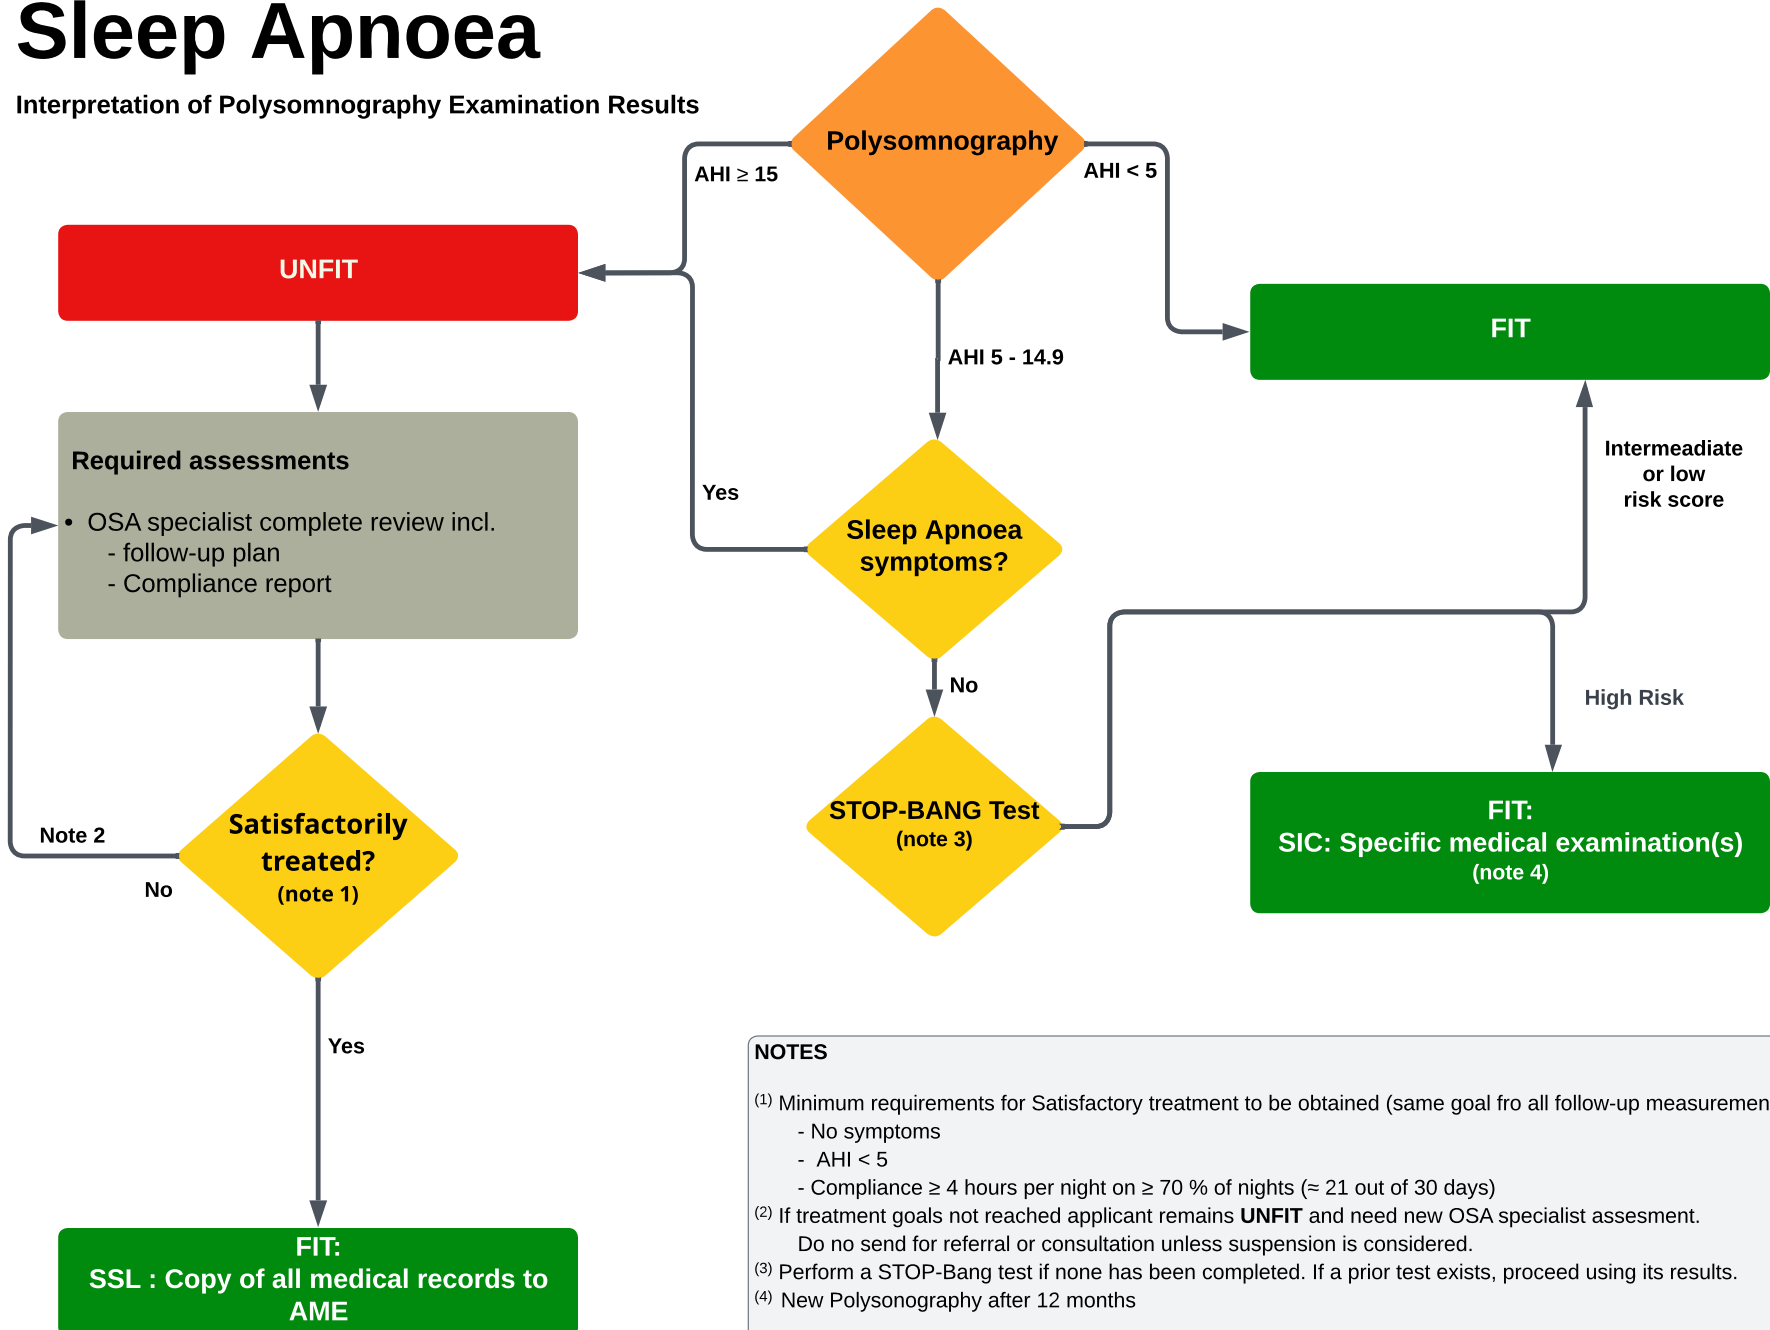 Sleep Apnoea
Interpretation of Polysomnography Examination Results
Polysomnography
AHI ≥ 15
AHI < 5
UNFIT
FIT
AHI 5 - 14.9
Required assessments
• OSA specialist complete review incl.
- follow-up plan
- Compliance report
Yes
Sleep Apnoea
symptoms?
Intermeadiate
or low
risk score
No
High Risk
STOP-BANG Test
(note 3)
Satisfactorily
treated?
(note 1)
Note 2
No
FIT:
SIC: Specific medical examination(s)
(note 4)
Yes
FIT:
SSL : Copy of all medical records to
AME
NOTES
(1) Minimum requirements for Satisfactory treatment to be obtained (same goal fro all follow-up measuremen
- No symptoms
- AHI < 5
- Compliance ≥ 4 hours per night on ≥ 70 % of nights (≈ 21 out of 30 days)
(2) If treatment goals not reached applicant remains UNFIT and need new OSA specialist assesment.
Do no send for referral or consultation unless suspension is considered.
(3) Perform a STOP-Bang test if none has been completed. If a prior test exists, proceed using its results.
(4) New Polysonography after 12 months